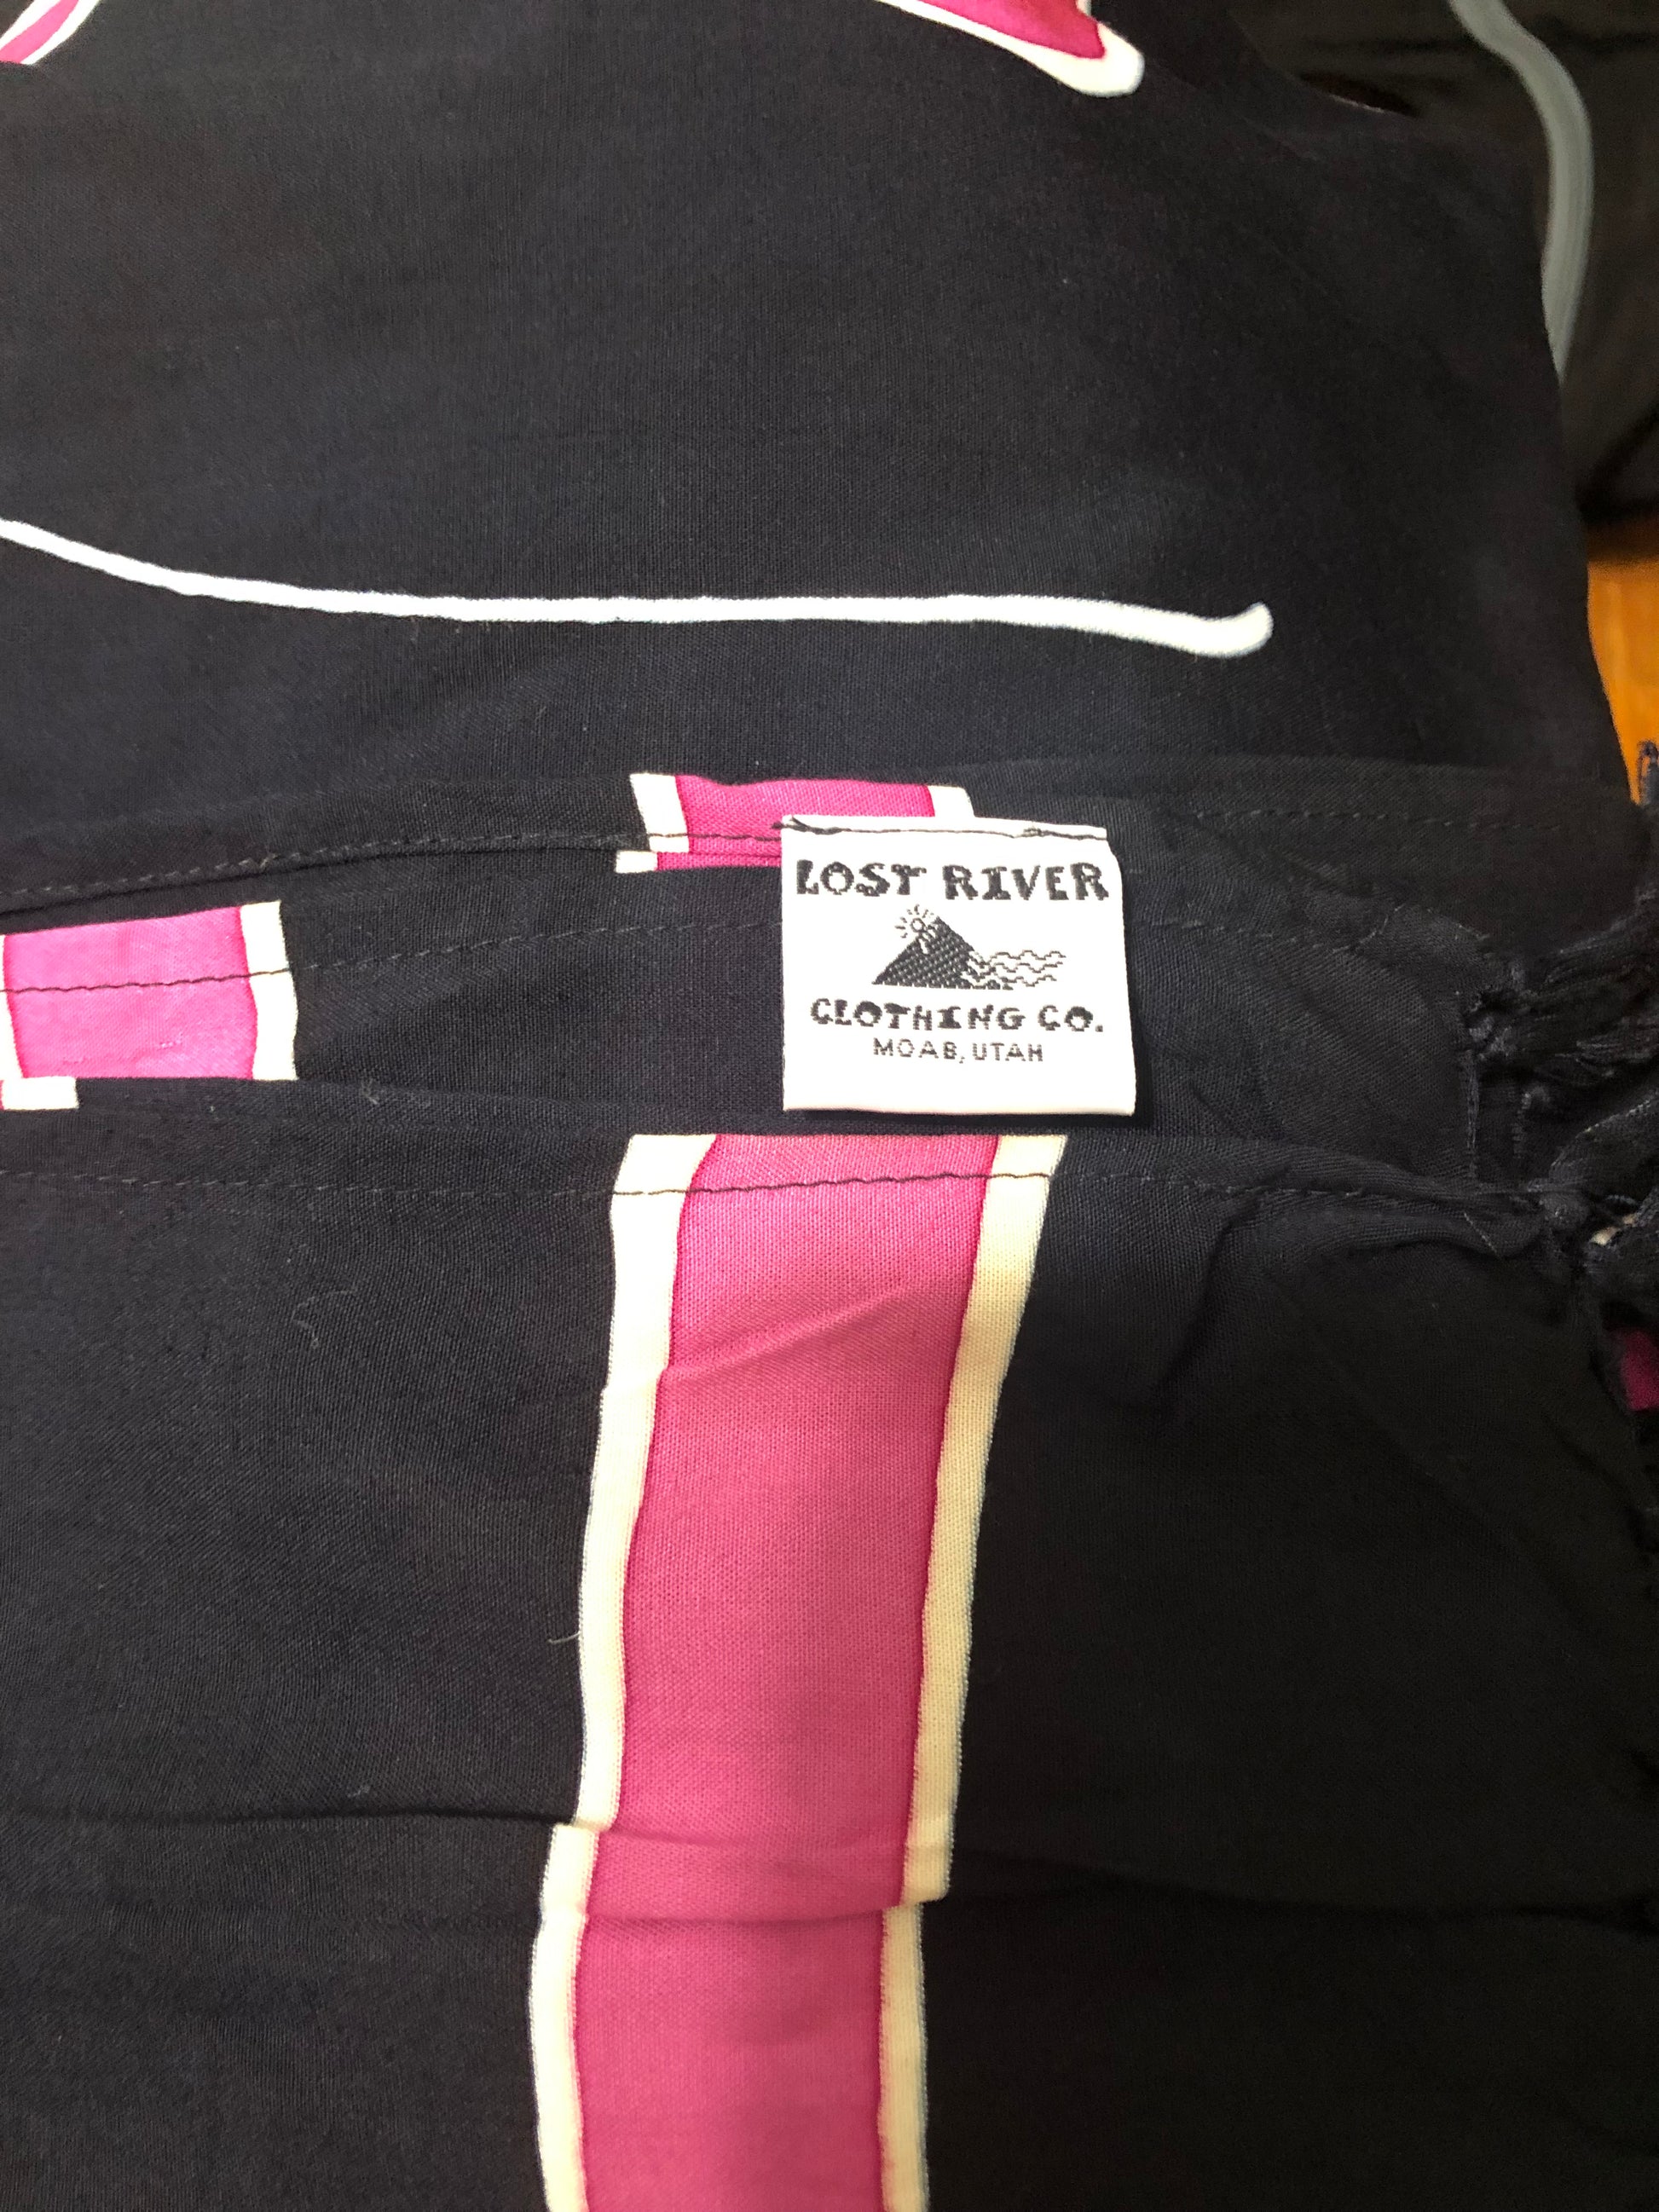 LOST RIVER
CLOTHING CO.
MOAB, UTAH